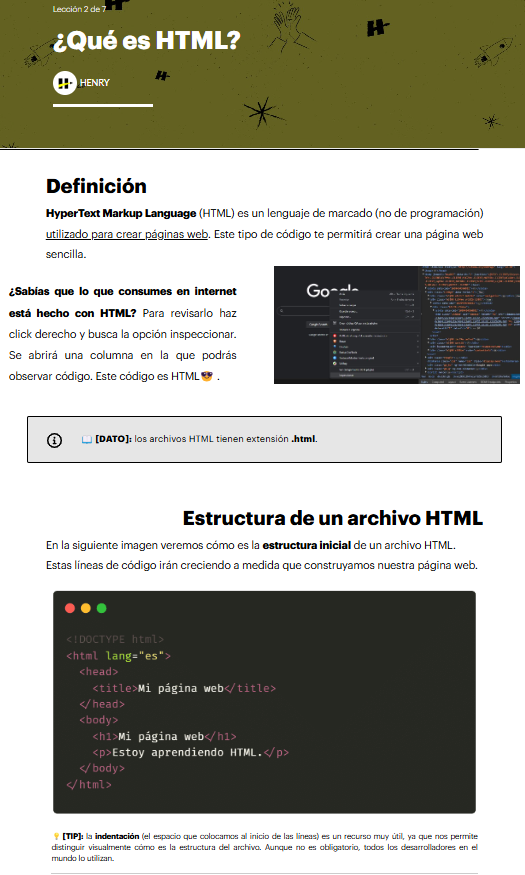 Lección 2 de 7
¿Qué es HTML?
HENRY
Definición
HyperText Markup Language (HTML) es un lenguaje de marcado (no de programación)
utilizado para crear páginas web. Este tipo de código te permitirá crear una página web
sencilla.
¿Sabías que lo que consumes en internet
está hecho con HTML? Para revisarlo haz
click derecho y busca la opción inspeccionar.
Se abrirá una columna en la que podrás
observar código. Este código es HTML😎 .
Google
📖 [DATO]: los archivos HTML tienen extensión .html.
Estructura de un archivo HTML
En la siguiente imagen veremos cómo es la estructura inicial de un archivo HTML.
Estas líneas de código irán creciendo a medida que construyamos nuestra página web.
<!DOCTYPE html>
<html lang="es">
<head>
<title>Mi página web</title>
</head>
<body>
<h1>Mi página web</h1>
<p>Estoy aprendiendo HTML.</p>
</body>
</html>
💡 [TIP]: la indentación (el espacio que colocamos al inicio de las líneas) es un recurso muy útil, ya que nos permite
distinguir visualmente cómo es la estructura del archivo. Aunque no es obligatorio, todos los desarrolladores en el
mundo lo utilizan.